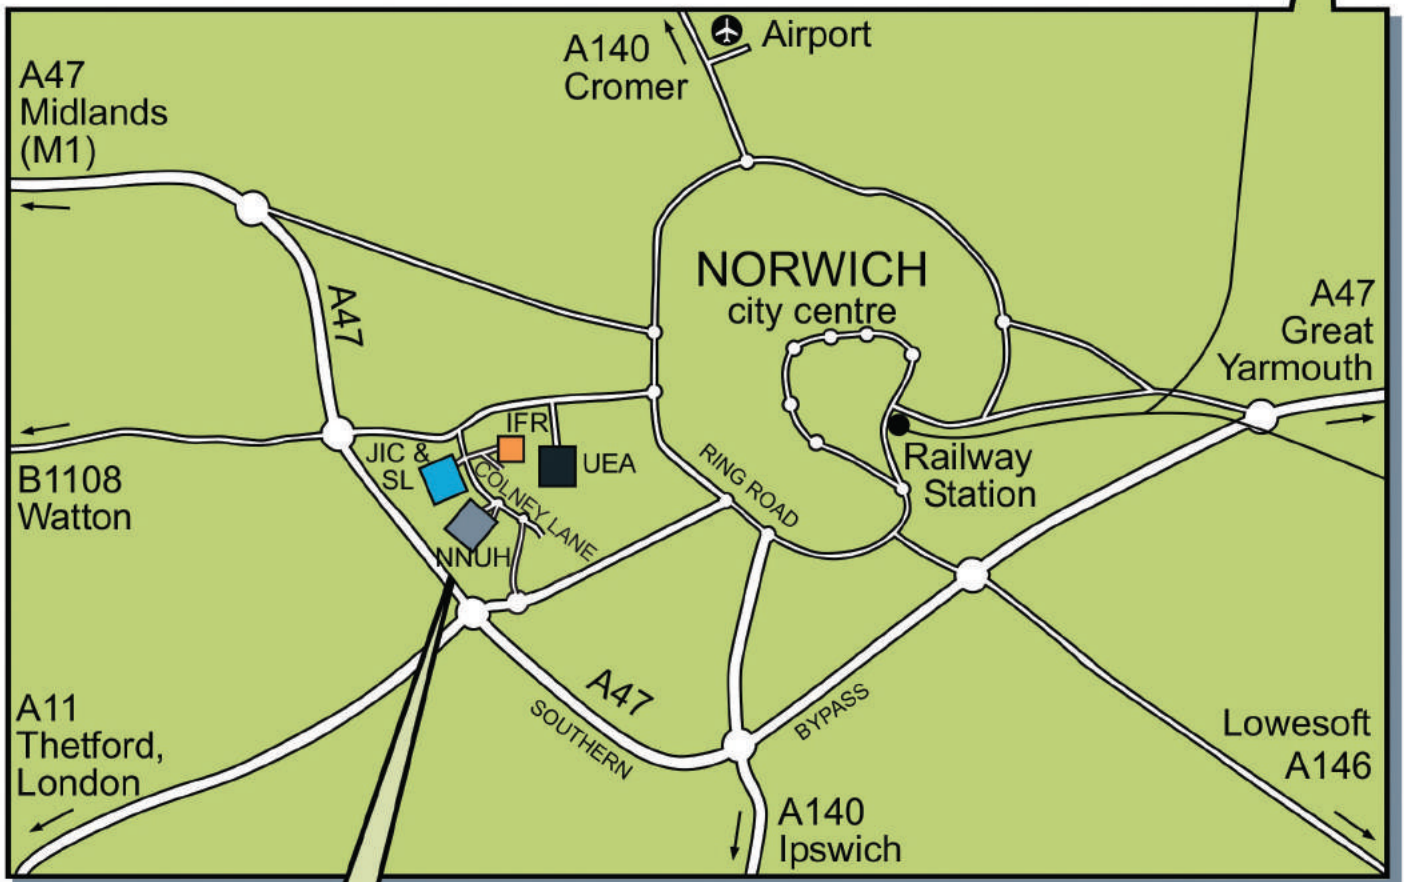 A140
Cromer
Airport
A47
Midlands
(M1)
NORWICH
city centre
A47
Great
Yarmouth
A47
IFR
JIC &
SL
UEA
COLNEY LANE
NNUH
RING ROAD
Railway
Station
B1108
Watton
A47
SOUTHERN
BYPASS
A11
Thetford,
London
Lowesoft
A146
A140
Ipswich